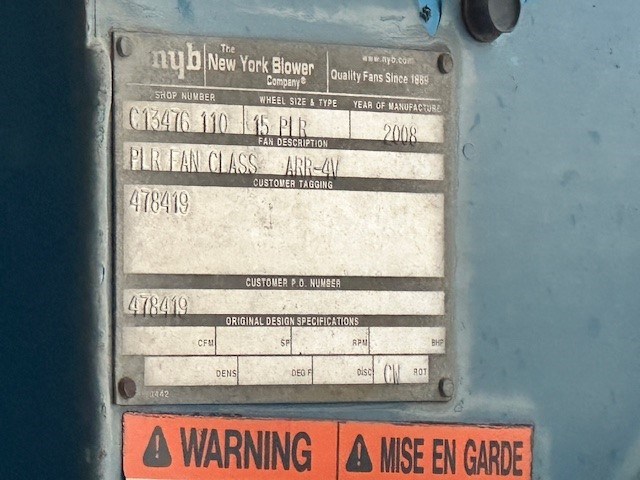 nyb The New York Blower Company® www.nyb.com Quality Fans Since 1889
SHOP NUMBER WHEEL SIZE & TYPE YEAR OF MANUFACTURE
C13476 110 15 PLR 2008
FAN DESCRIPTION
PLR FAN CLASS ARR-4V
CUSTOMER TAGGING
478419
CUSTOMER P.O. NUMBER
478419
ORIGINAL DESIGN SPECIFICATIONS
CFM SP RPM BHP
DENS DEG F DISC CW ROT
WARNING MISE EN GARDE